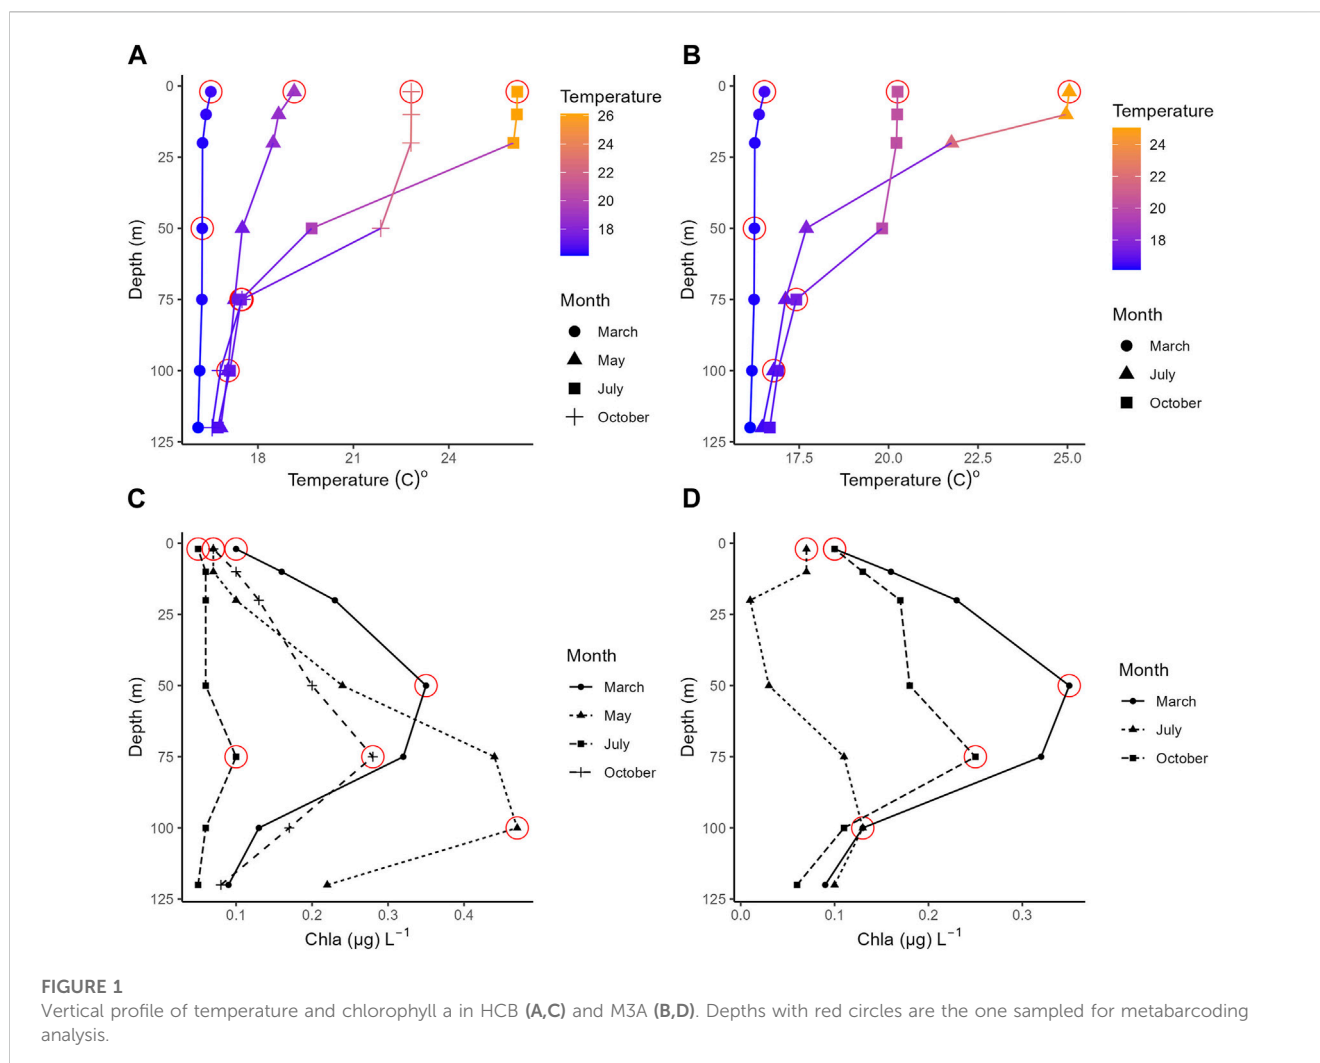 A
0
25
50
75
100
125
Depth (m)
18
21
24
Temperature (C)°
Temperature
26
24
22
20
18
Month
March
May
July
October
B
0
25
50
75
100
125
Depth (m)
17.5
20.0
22.5
25.0
Temperature (C)°
Temperature
24
22
20
18
Month
March
July
October
C
0
25
50
75
100
125
Depth (m)
0.1
0.2
0.3
0.4
Chla (µg) L⁻¹
Month
March
May
July
October
D
0
25
50
75
100
125
Depth (m)
0.0
0.1
0.2
0.3
Chla (µg) L⁻¹
Month
March
July
October
FIGURE 1
Vertical profile of temperature and chlorophyll a in HCB (A,C) and M3A (B,D). Depths with red circles are the one sampled for metabarcoding
analysis.